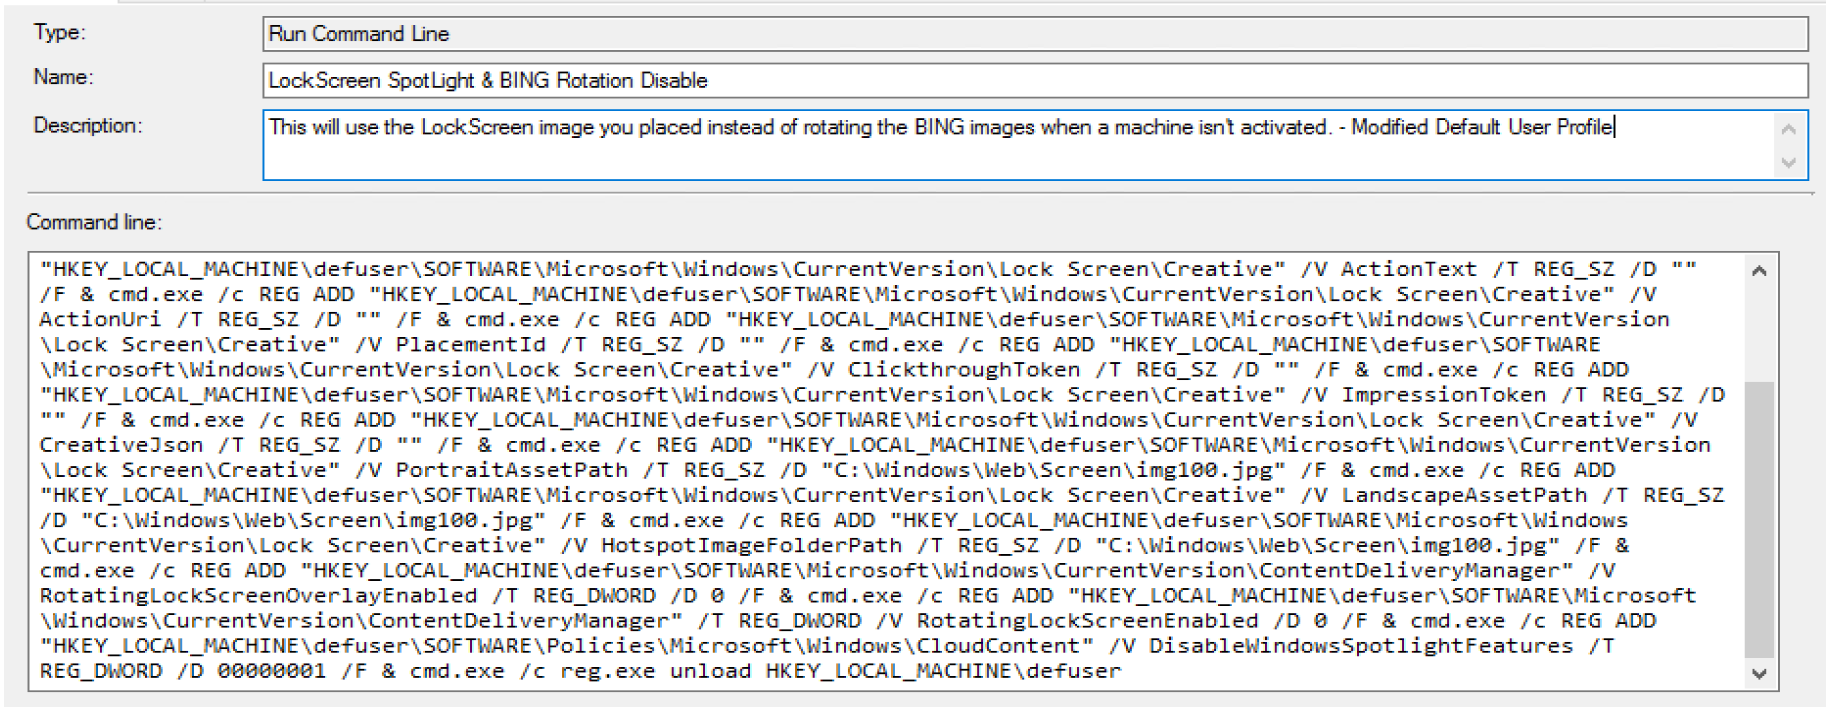 Type:
Run Command Line
Name:
LockScreen SpotLight & BING Rotation Disable
Description:
This will use the LockScreen image you placed instead of rotating the BING images when a machine isn't activated. - Modified Default User Profile
Command line:
"HKEY_LOCAL_MACHINE\defuser\SOFTWARE\Microsoft\Windows\CurrentVersion\Lock Screen\Creative" /V ActionText /T REG_SZ /D ""
/F & cmd.exe /c REG ADD "HKEY_LOCAL_MACHINE\defuser\SOFTWARE\Microsoft\Windows\CurrentVersion\Lock Screen\Creative" /V
ActionUri /T REG_SZ /D "" /F & cmd.exe /c REG ADD "HKEY_LOCAL_MACHINE\defuser\SOFTWARE\Microsoft\Windows\CurrentVersion
\Lock Screen\Creative" /V PlacementId /T REG_SZ /D "" /F & cmd.exe /c REG ADD "HKEY_LOCAL_MACHINE\defuser\SOFTWARE
\Microsoft\Windows\CurrentVersion\Lock Screen\Creative" /V ClickthroughToken /T REG_SZ /D "" /F & cmd.exe /c REG ADD
"HKEY_LOCAL_MACHINE\defuser\SOFTWARE\Microsoft\Windows\CurrentVersion\Lock Screen\Creative" /V ImpressionToken /T REG_SZ /D
"" /F & cmd.exe /c REG ADD "HKEY_LOCAL_MACHINE\defuser\SOFTWARE\Microsoft\Windows\CurrentVersion\Lock Screen\Creative" /V
CreativeJson /T REG_SZ /D "" /F & cmd.exe /c REG ADD "HKEY_LOCAL_MACHINE\defuser\SOFTWARE\Microsoft\Windows\CurrentVersion
\Lock Screen\Creative" /V PortraitAssetPath /T REG_SZ /D "C:\Windows\Web\Screen\img100.jpg" /F & cmd.exe /c REG ADD
"HKEY_LOCAL_MACHINE\defuser\SOFTWARE\Microsoft\Windows\CurrentVersion\Lock Screen\Creative" /V LandscapeAssetPath /T REG_SZ
/D "C:\Windows\Web\Screen\img100.jpg" /F & cmd.exe /c REG ADD "HKEY_LOCAL_MACHINE\defuser\SOFTWARE\Microsoft\Windows
\CurrentVersion\Lock Screen\Creative" /V HotspotImageFolderPath /T REG_SZ /D "C:\Windows\Web\Screen\img100.jpg" /F &
cmd.exe /c REG ADD "HKEY_LOCAL_MACHINE\defuser\SOFTWARE\Microsoft\Windows\CurrentVersion\ContentDeliveryManager" /V
RotatingLockScreenOverlayEnabled /T REG_DWORD /D 0 /F & cmd.exe /c REG ADD "HKEY_LOCAL_MACHINE\defuser\SOFTWARE\Microsoft
\Windows\CurrentVersion\ContentDeliveryManager" /T REG_DWORD /V RotatingLockScreenEnabled /D 0 /F & cmd.exe /c REG ADD
"HKEY_LOCAL_MACHINE\defuser\SOFTWARE\Policies\Microsoft\Windows\CloudContent" /V DisableWindowsSpotlightFeatures /T
REG_DWORD /D 00000001 /F & cmd.exe /c reg.exe unload HKEY_LOCAL_MACHINE\defuser